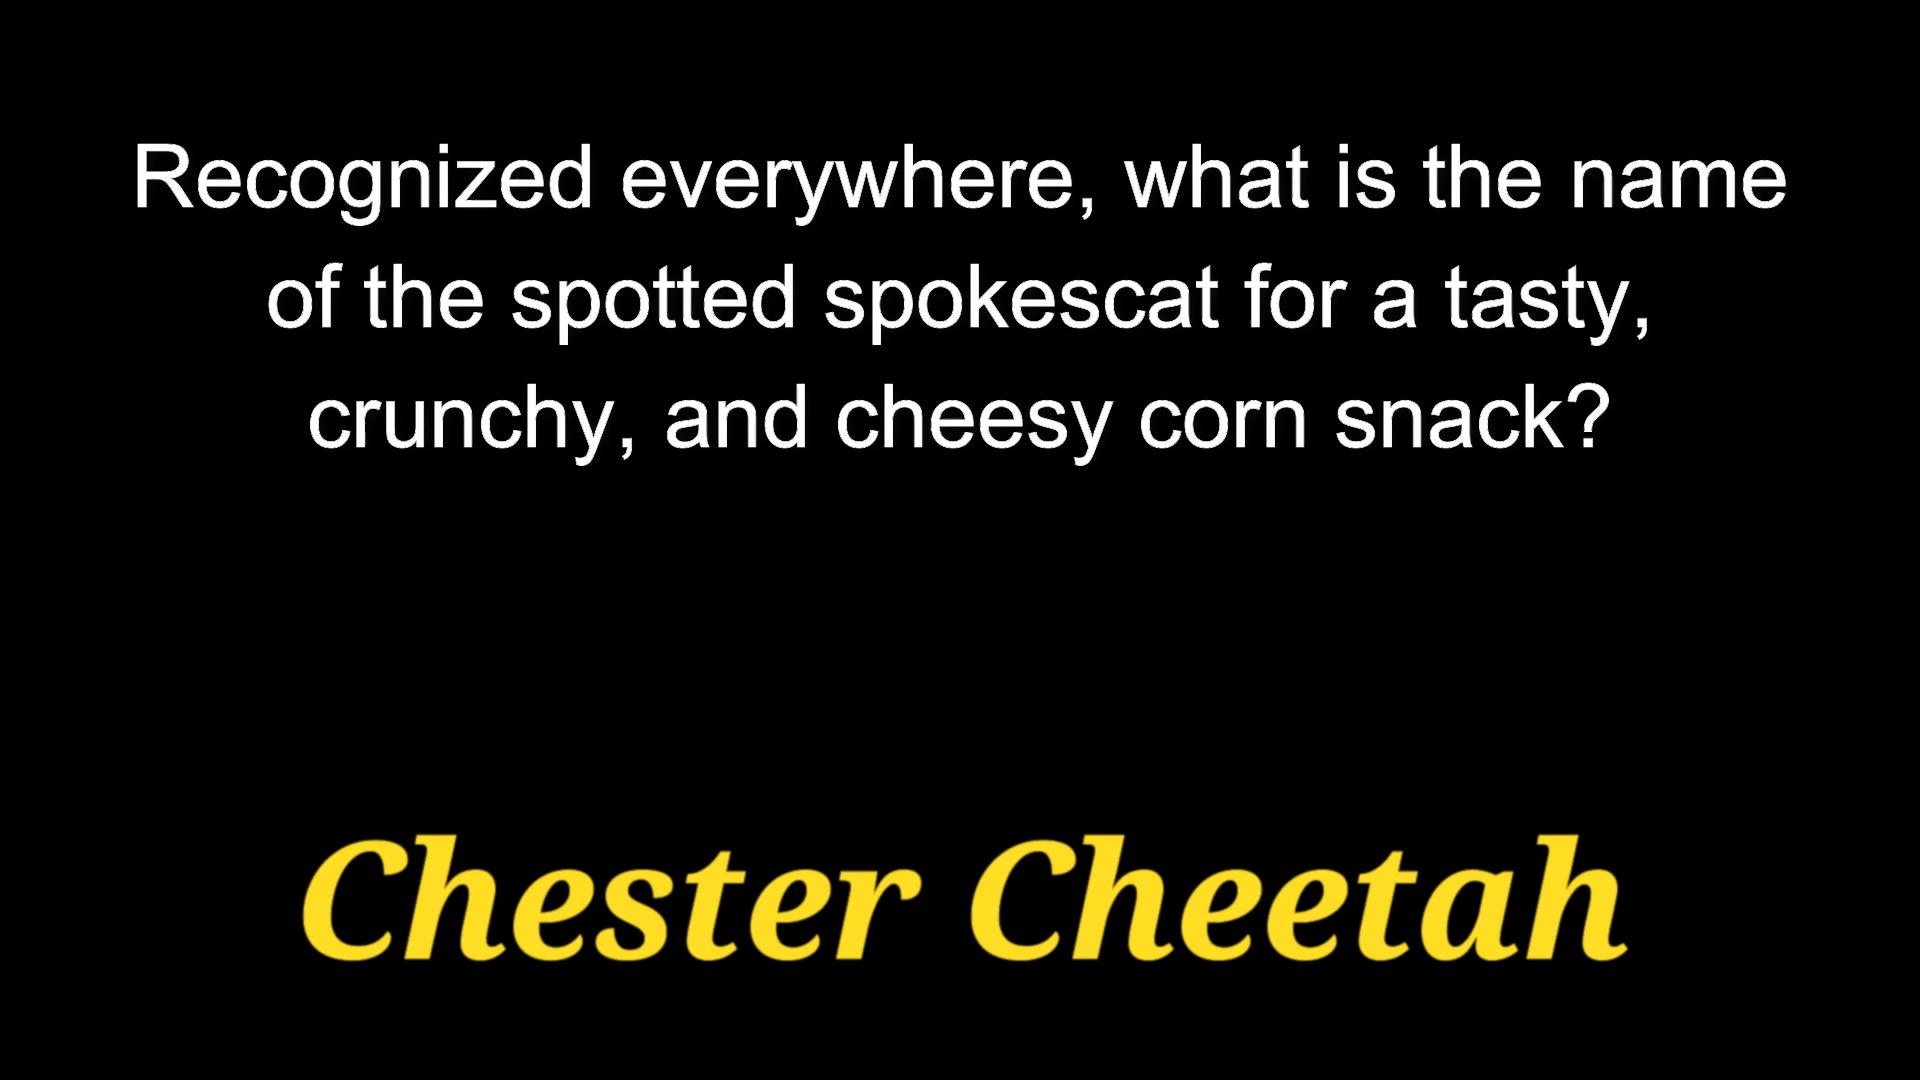 Recognized everywhere, what is the name
of the spotted spokescat for a tasty,
crunchy, and cheesy corn snack?
Chester Cheetah